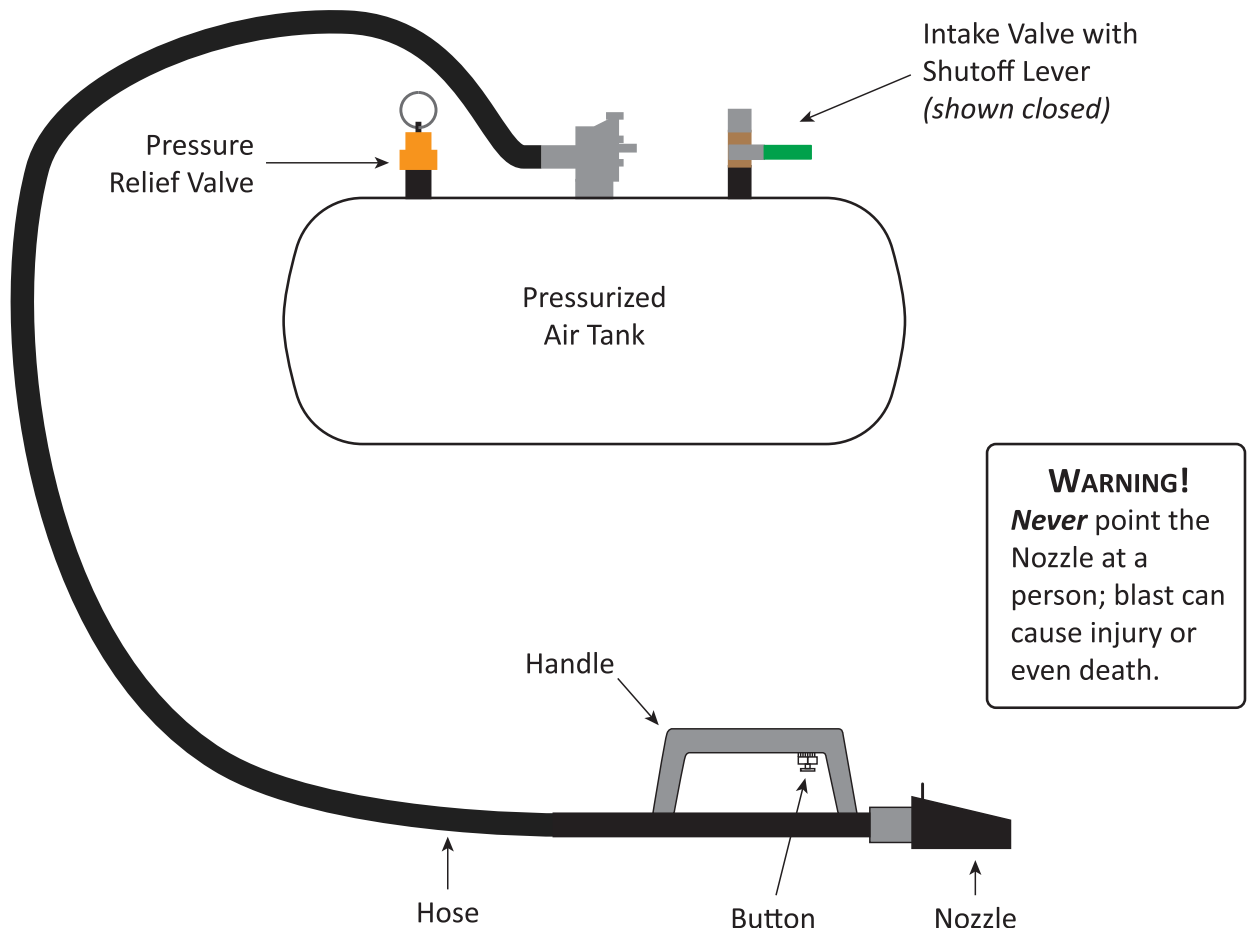 Intake Valve with
Shutoff Lever
(shown closed)
Pressure
Relief Valve
Pressurized
Air Tank
WARNING!
Never point the
Nozzle at a
person; blast can
cause injury or
even death.
Handle
Hose
Button
Nozzle